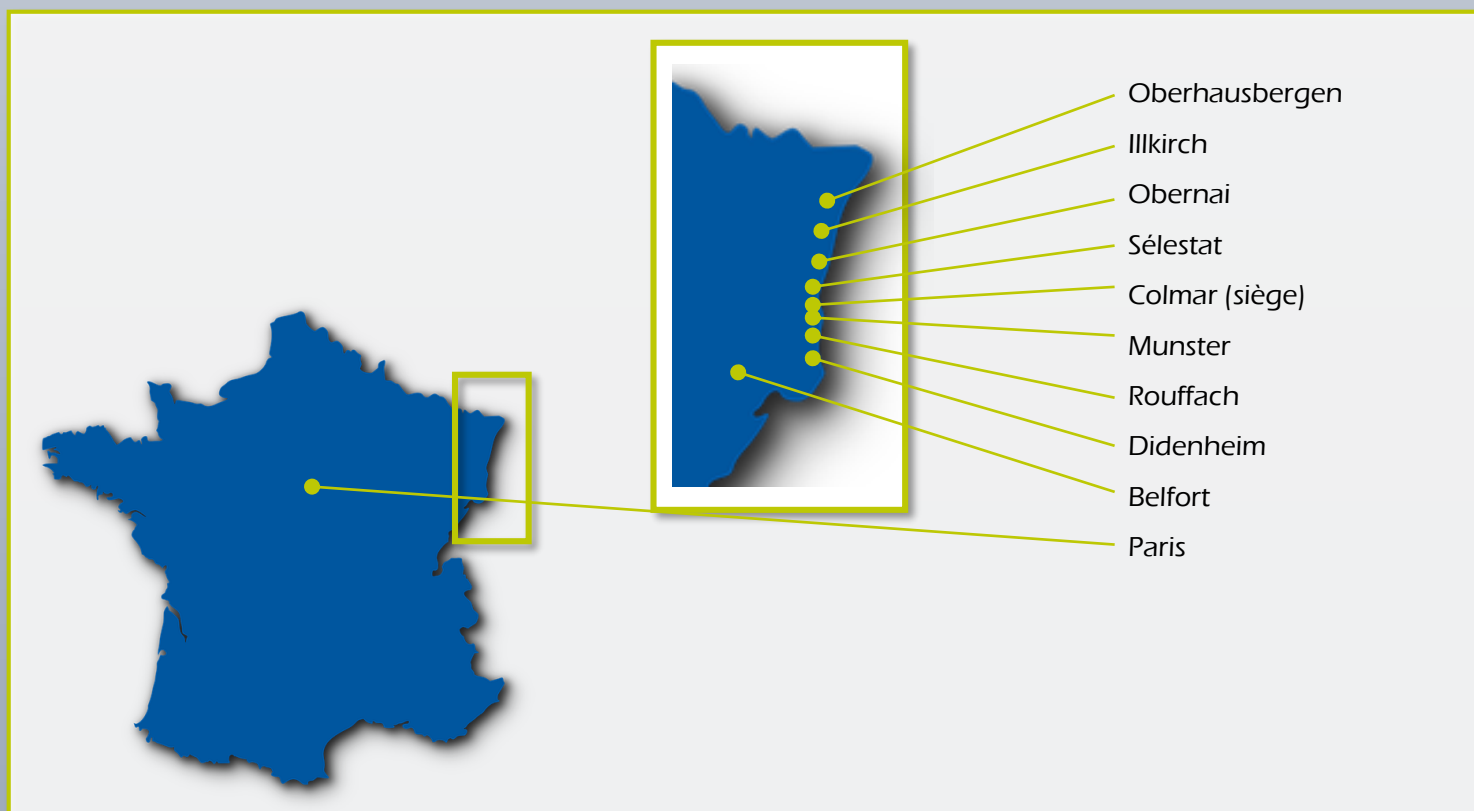 Oberhausbergen
Illkirch
Obernai
Sélestat
Colmar (siège)
Munster
Rouffach
Didenheim
Belfort
Paris